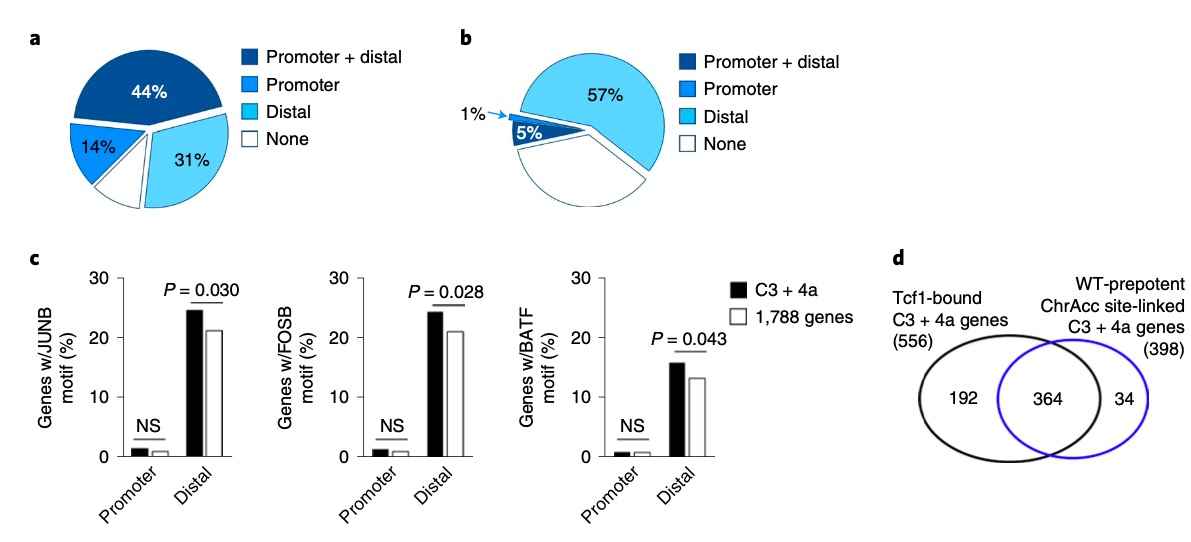 a
44%
14%
31%
Promoter + distal
Promoter
Distal
None
b
57%
1%
5%
Promoter + distal
Promoter
Distal
None
c
Genes w/JUNB
motif (%)
30
20
10
0
NS
P = 0.030
Promoter
Distal
Genes w/FOSB
motif (%)
30
20
10
0
NS
P = 0.028
Promoter
Distal
Genes w/BATF
motif (%)
30
20
10
0
NS
P = 0.043
Promoter
Distal
C3 + 4a
1,788 genes
d
Tcf1-bound
C3 + 4a genes
(556)
WT-prepotent
ChrAcc site-linked
C3 + 4a genes
(398)
192
364
34